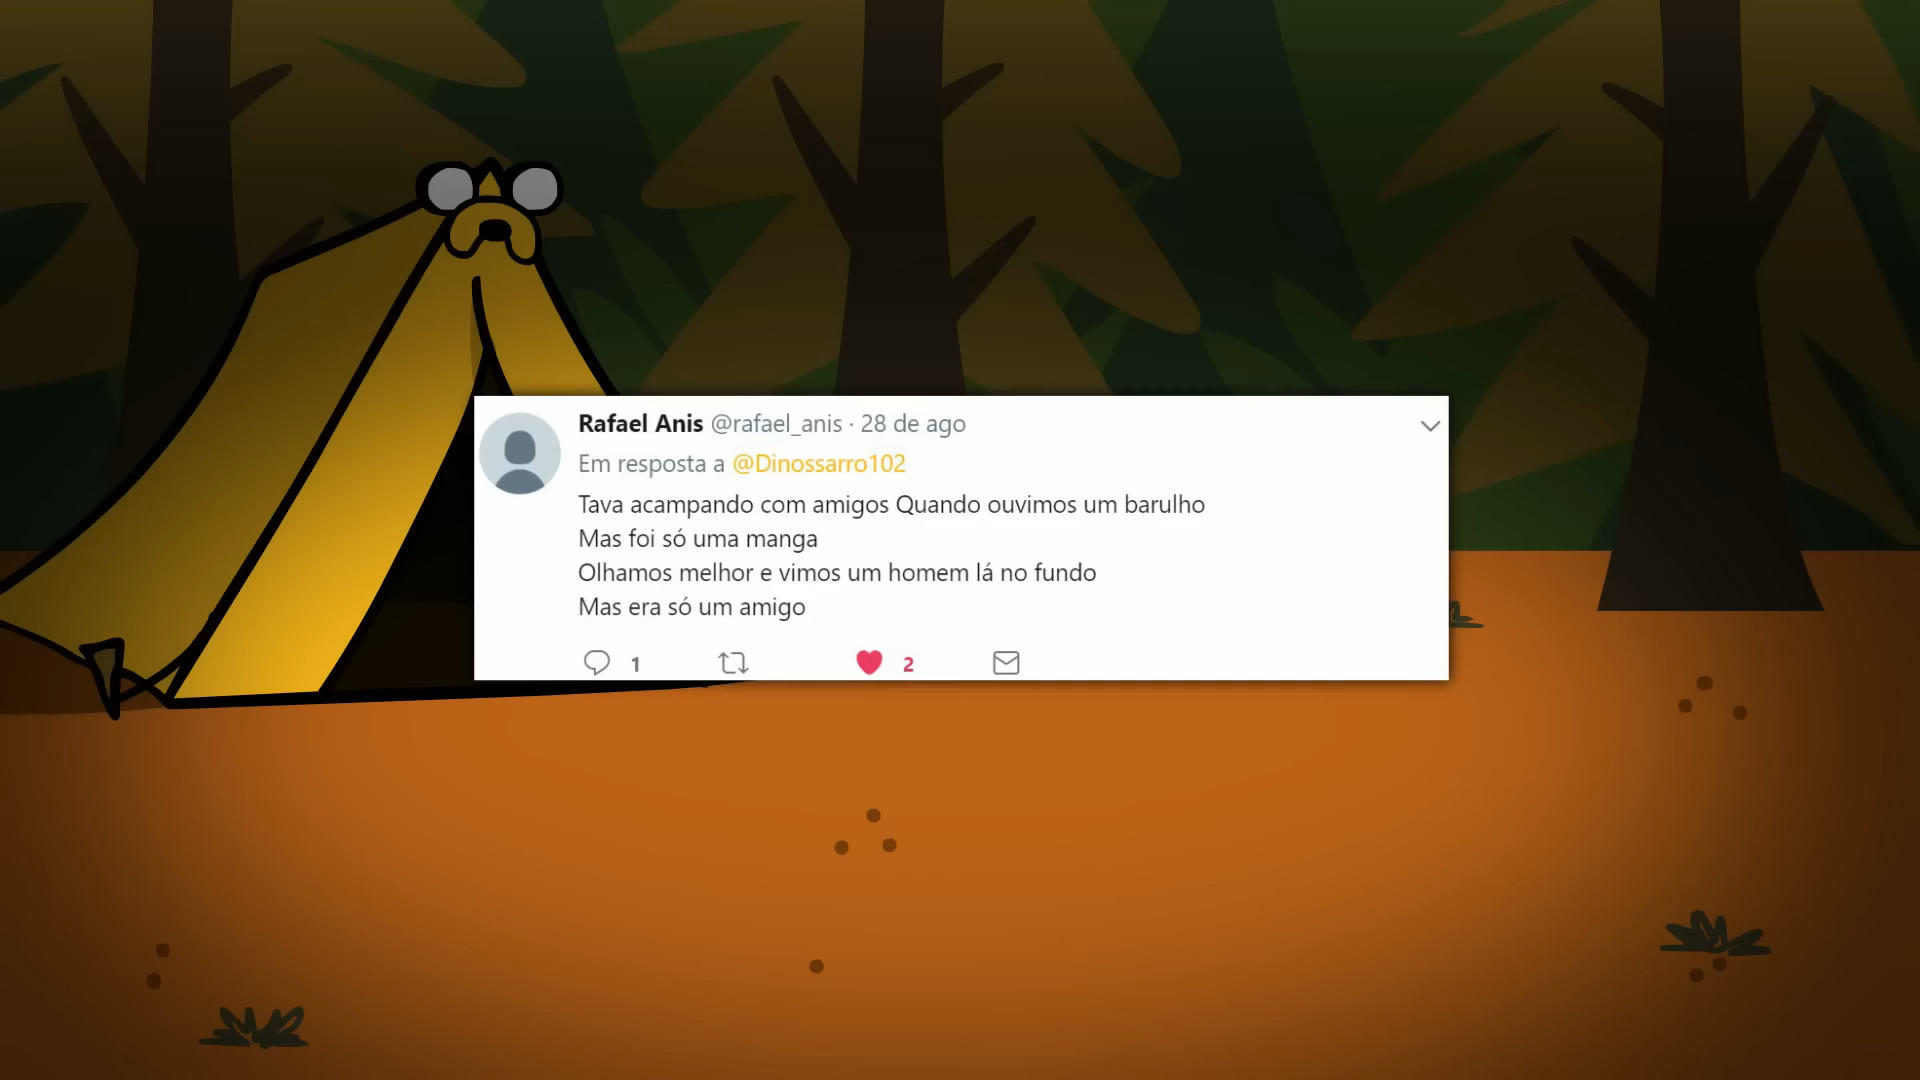 Rafael Anis @rafael_anis · 28 de ago
Em resposta a @Dinossarro102
Tava acampando com amigos Quando ouvimos um barulho
Mas foi só uma manga
Olhamos melhor e vimos um homem lá no fundo
Mas era só um amigo
1 2